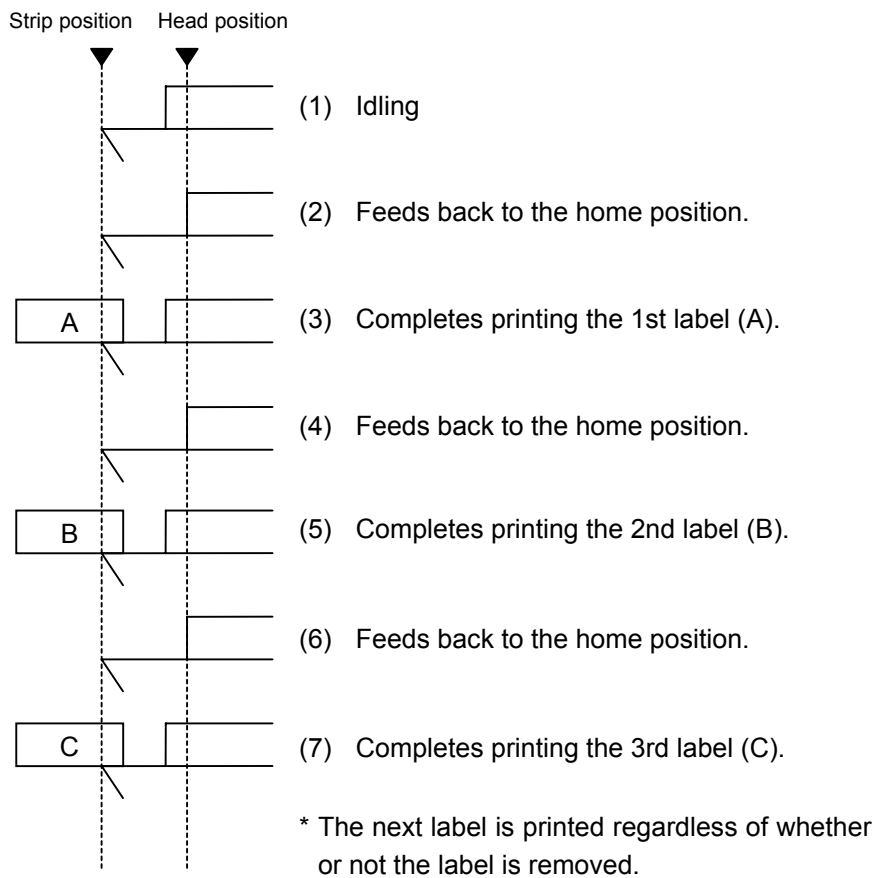 Strip position Head position
(1) Idling
(2) Feeds back to the home position.
A
(3) Completes printing the 1st label (A).
(4) Feeds back to the home position.
B
(5) Completes printing the 2nd label (B).
(6) Feeds back to the home position.
C
(7) Completes printing the 3rd label (C).
* The next label is printed regardless of whether
or not the label is removed.